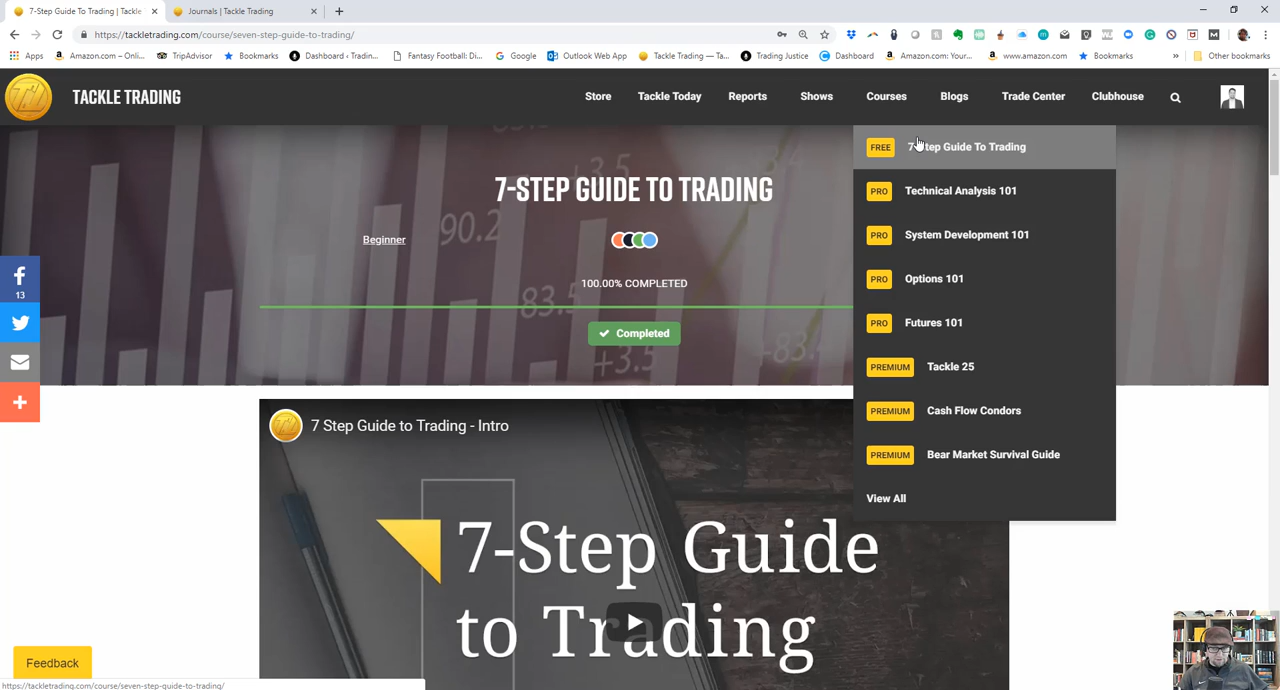 7-Step Guide To Trading | Tackle
Journals | Tackle Trading
https://tackletrading.com/course/seven-step-guide-to-trading/
Apps
Amazon.com – Onli...
TripAdvisor
Bookmarks
Dashboard ‹ Tradin...
Fantasy Football: Di...
Google
Outlook Web App
Tackle Trading — Ta...
Trading Justice
Dashboard
Amazon.com: Your...
www.amazon.com
Bookmarks
»
Other bookmarks
TACKLE TRADING
Store
Tackle Today
Reports
Shows
Courses
Blogs
Trade Center
Clubhouse
FREE 7-Step Guide To Trading
PRO Technical Analysis 101
PRO System Development 101
PRO Options 101
PRO Futures 101
PREMIUM Tackle 25
PREMIUM Cash Flow Condors
PREMIUM Bear Market Survival Guide
View All
90.2
83.5
+3.5
7-STEP GUIDE TO TRADING
Beginner
100.00% COMPLETED
Completed
13
7 Step Guide to Trading - Intro
7-Step Guide
to Trading
Feedback
https://tackletrading.com/course/seven-step-guide-to-trading/